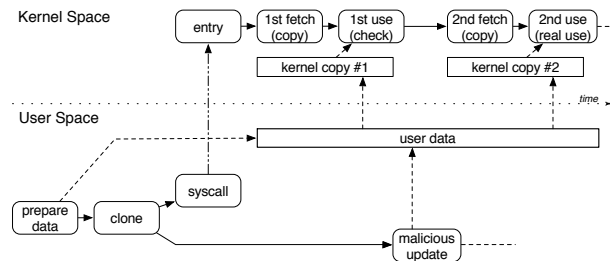 Kernel Space
entry
1st fetch
(copy)
1st use
(check)
2nd fetch
(copy)
2nd use
(real use)
kernel copy #1
kernel copy #2
time
User Space
user data
syscall
prepare
data
clone
malicious
update